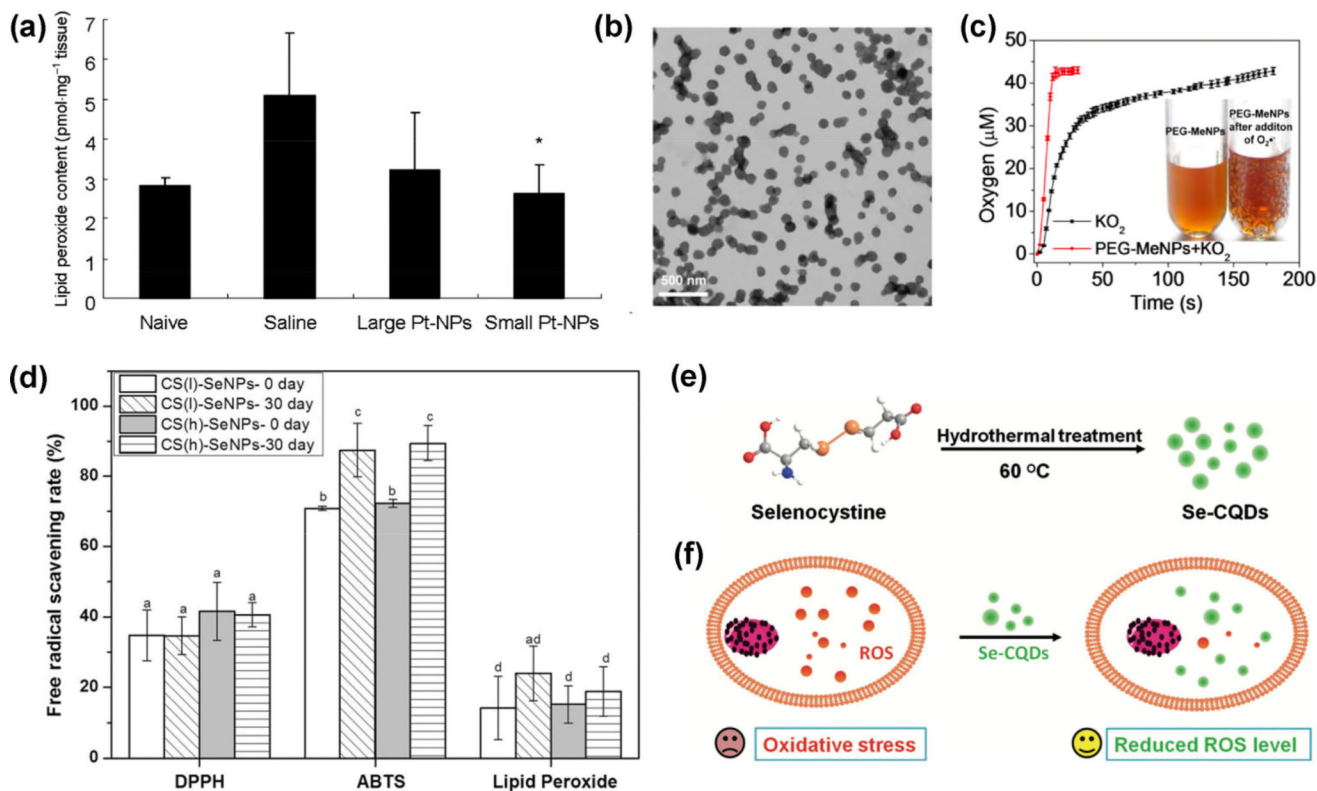 (a)
Lipid peroxide content (pmol·mg⁻¹ tissue)
7
6
5
4
3
2
1
0
Naive
Saline
Large Pt-NPs
Small Pt-NPs
*
(b)
500 nm
(c)
Oxygen (μM)
50
40
30
20
10
0
0
50
100
150
200
Time (s)
KO₂
PEG-MeNPs+KO₂
PEG-MeNPs
PEG-MeNPs
after additon
of O₂•⁻
(d)
Free radical scavening rate (%)
100
80
60
40
20
0
CS(l)-SeNPs- 0 day
CS(l)-SeNPs- 30 day
CS(h)-SeNPs- 0 day
CS(h)-SeNPs-30 day
a
a
a
a
b
c
b
c
d
ad
d
d
DPPH
ABTS
Lipid Peroxide
(e)
Selenocystine
Hydrothermal treatment
60 °C
Se-CQDs
(f)
ROS
Se-CQDs
Oxidative stress
Reduced ROS level